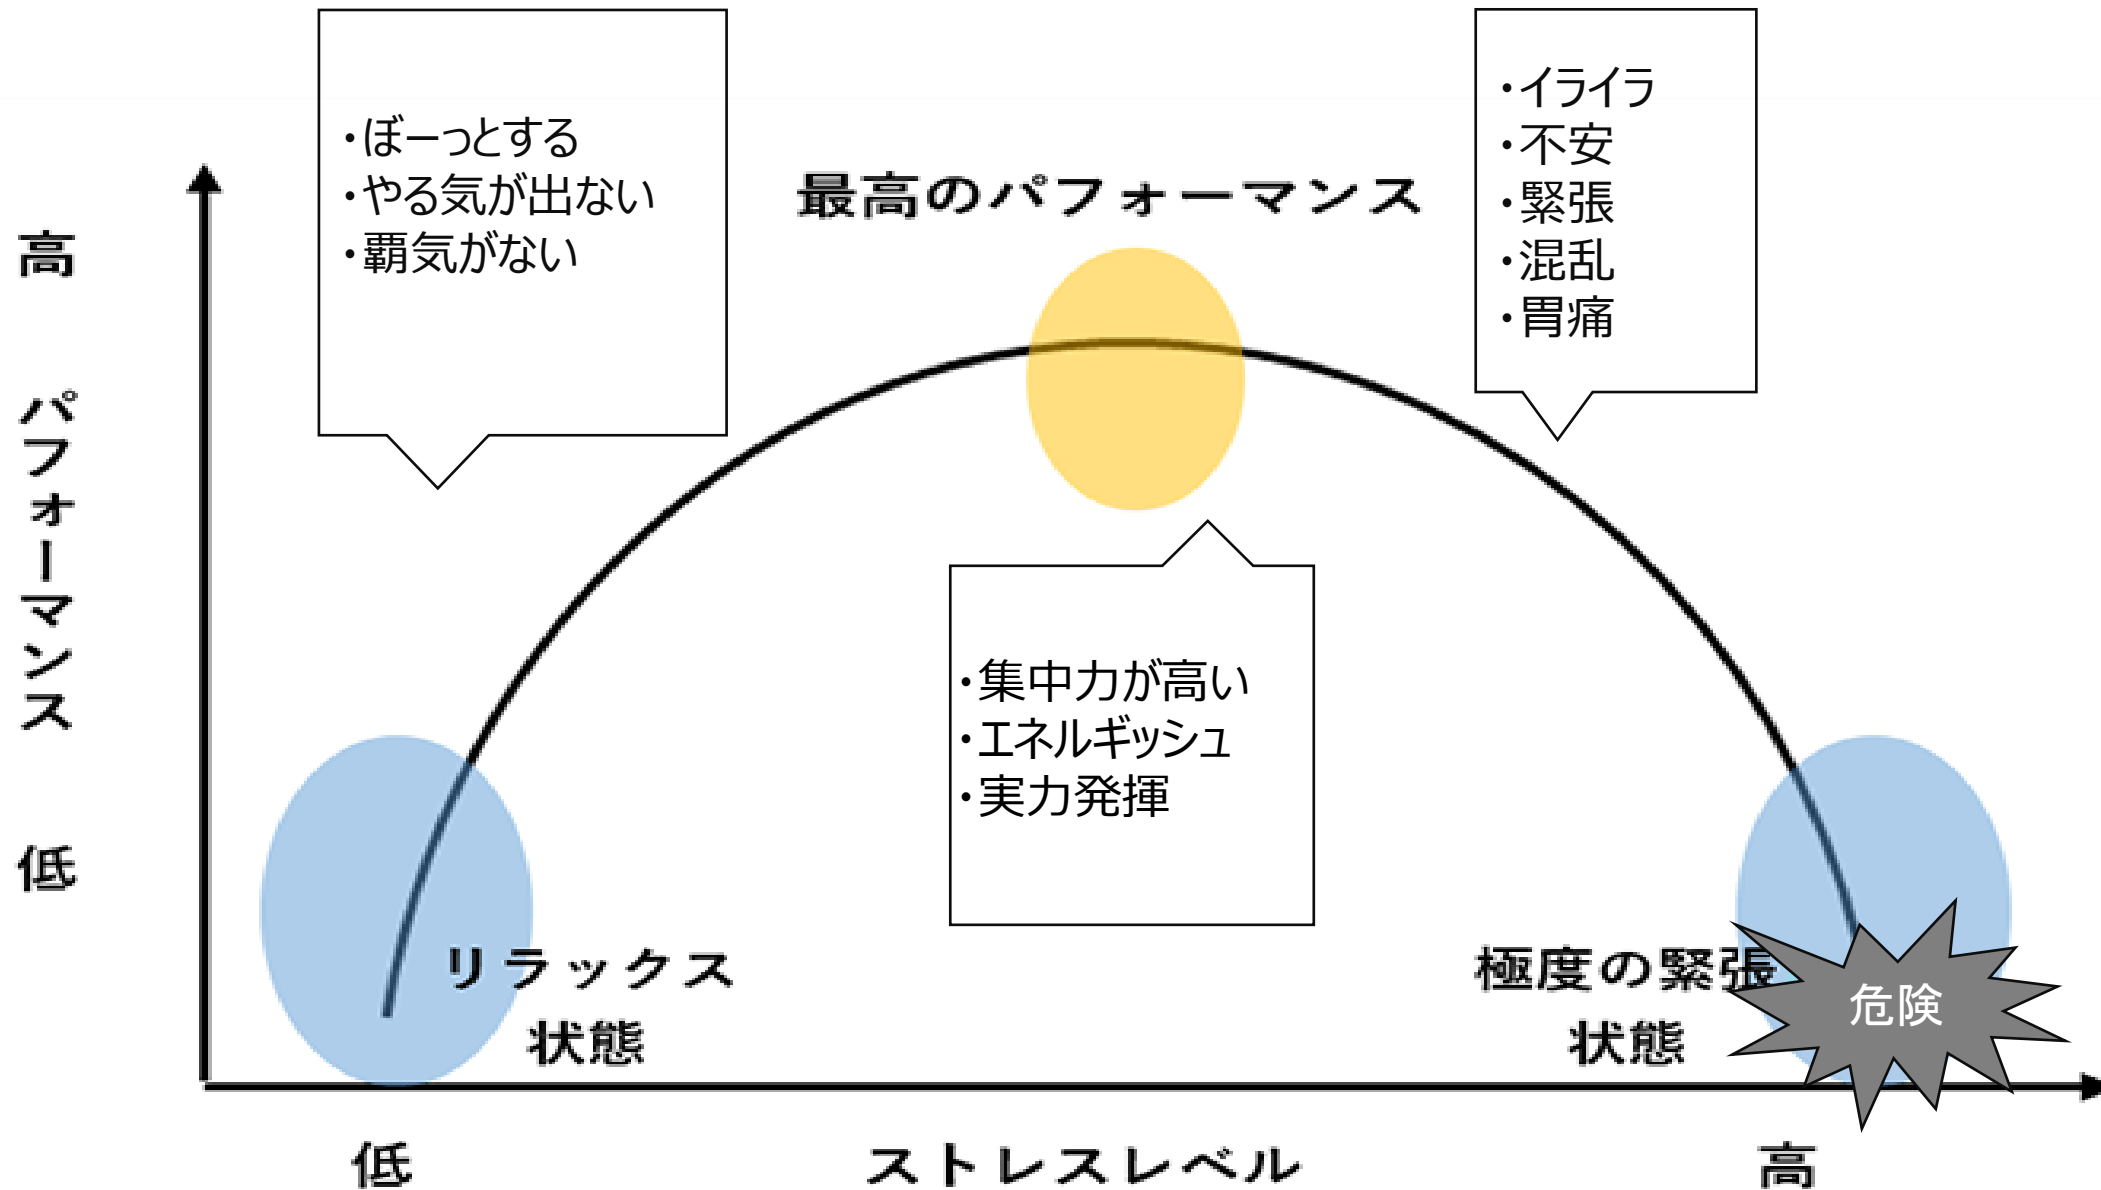 ・ぼーっとする
・やる気が出ない
・覇気がない
・イライラ
・不安
・緊張
・混乱
・胃痛
最高のパフォーマンス
高
パフォーマンス
低
・集中力が高い
・エネルギッシュ
・実力発揮
リラックス
状態
極度の緊張
状態
危険
低
ストレスレベル
高